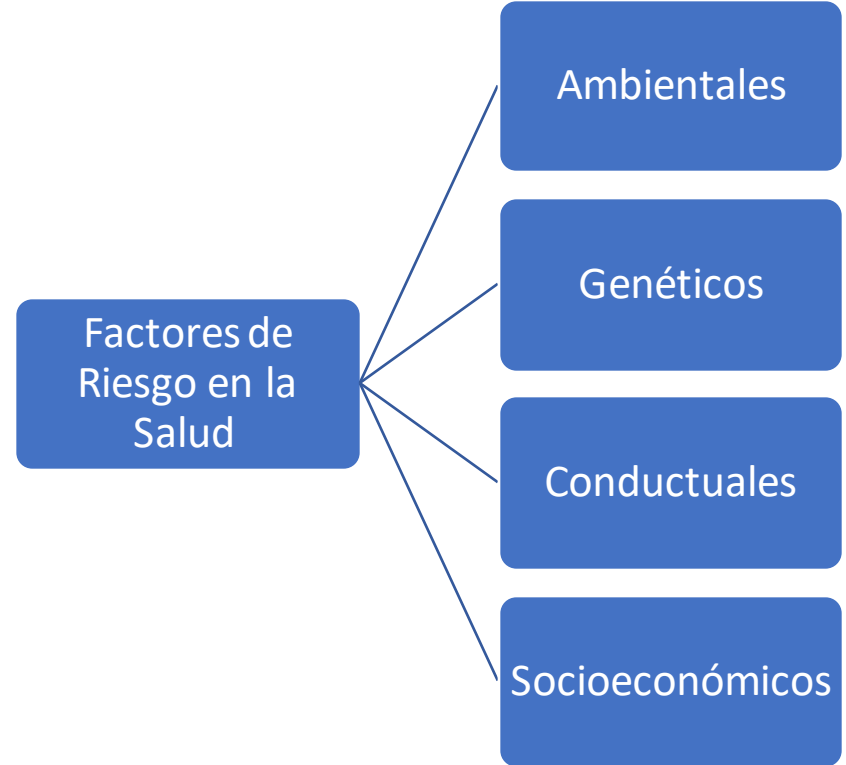 Factores de
Riesgo en la
Salud
Ambientales
Genéticos
Conductuales
Socioeconómicos